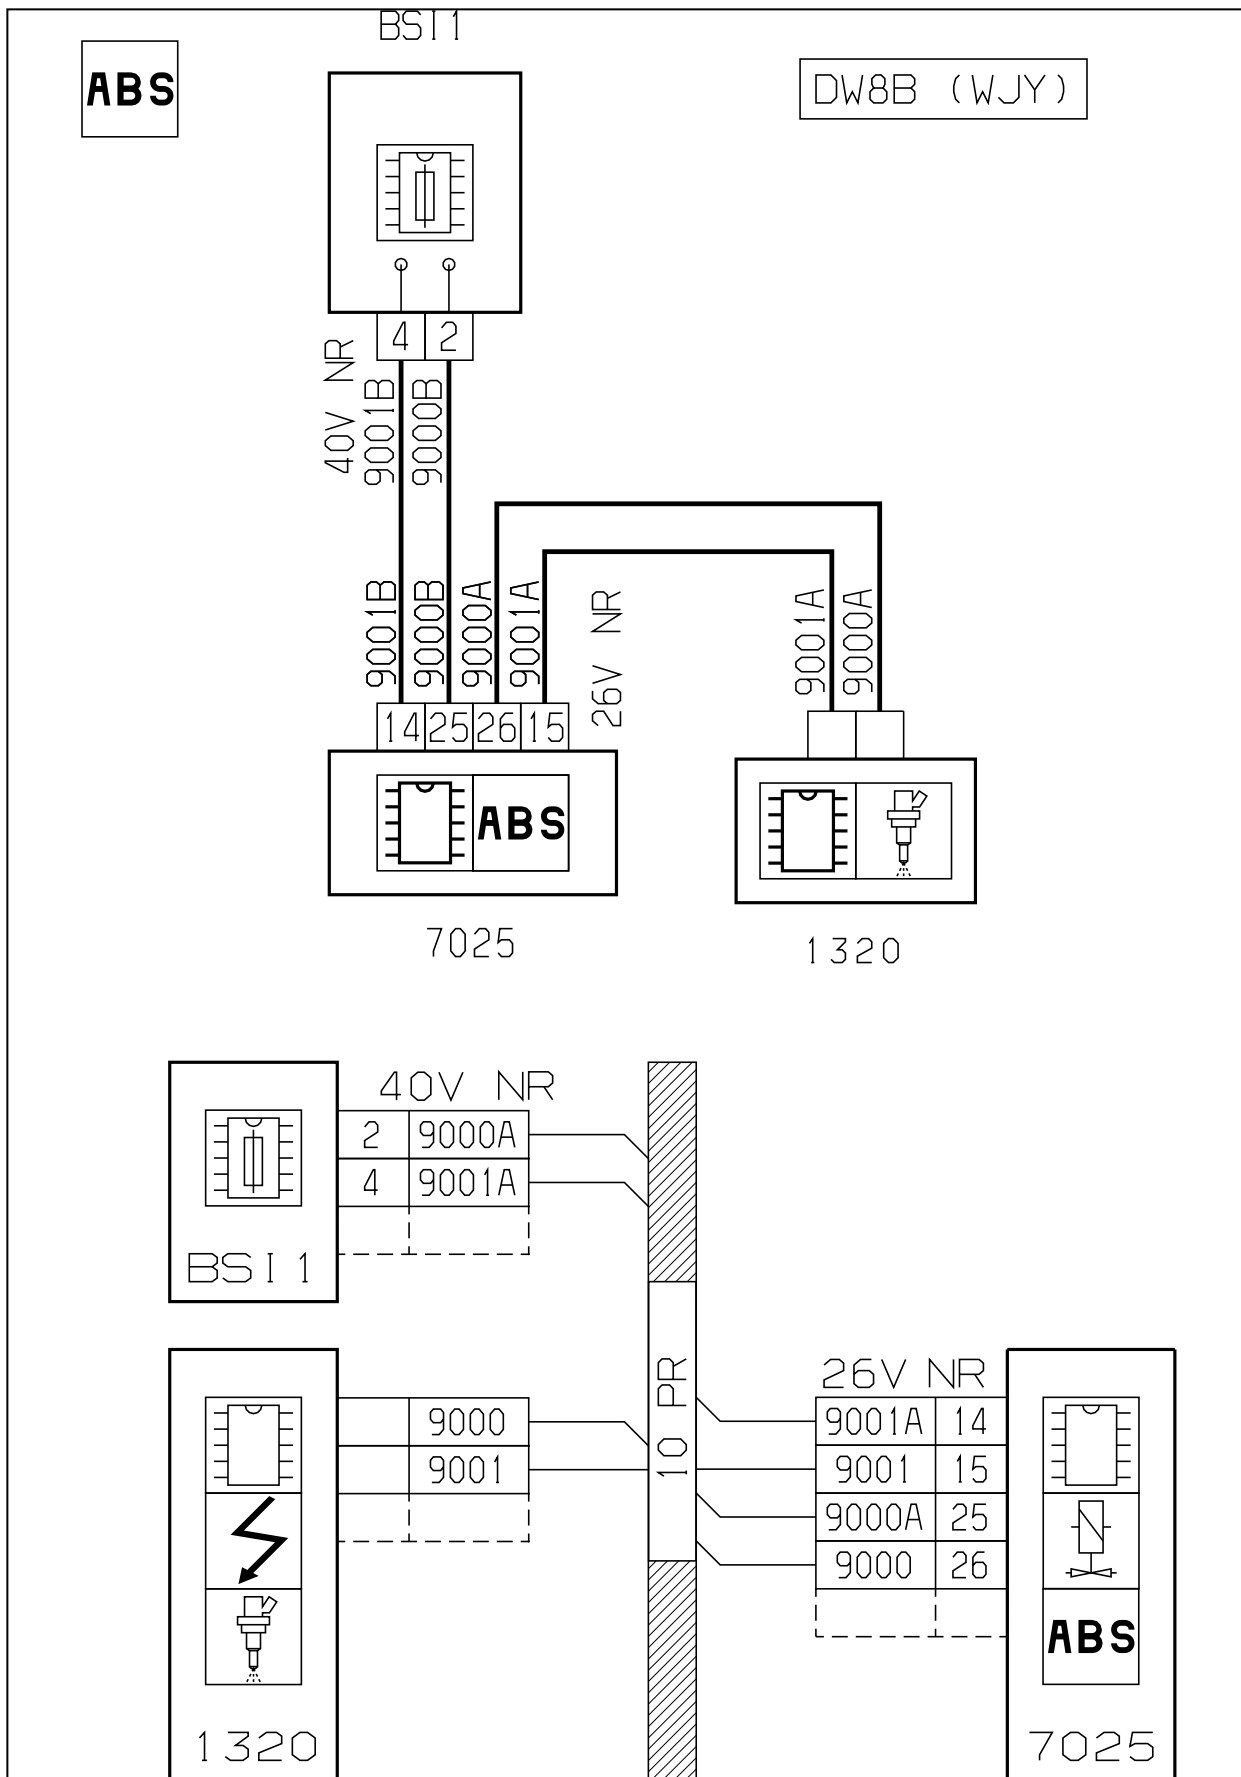 BSI1
ABS
DW8B (WJY)
4 2
40V NR
9001B 9000B
9001B 9000B 9000A 9001A
26V NR
9001A 9000A
14 25 26 15
ABS
7025
1320
40V NR
2 9000A
4 9001A
BSI1
10 PR
26V NR
9000
9001A 14
9001
9001 15
9000A 25
9000 26
ABS
1320
7025